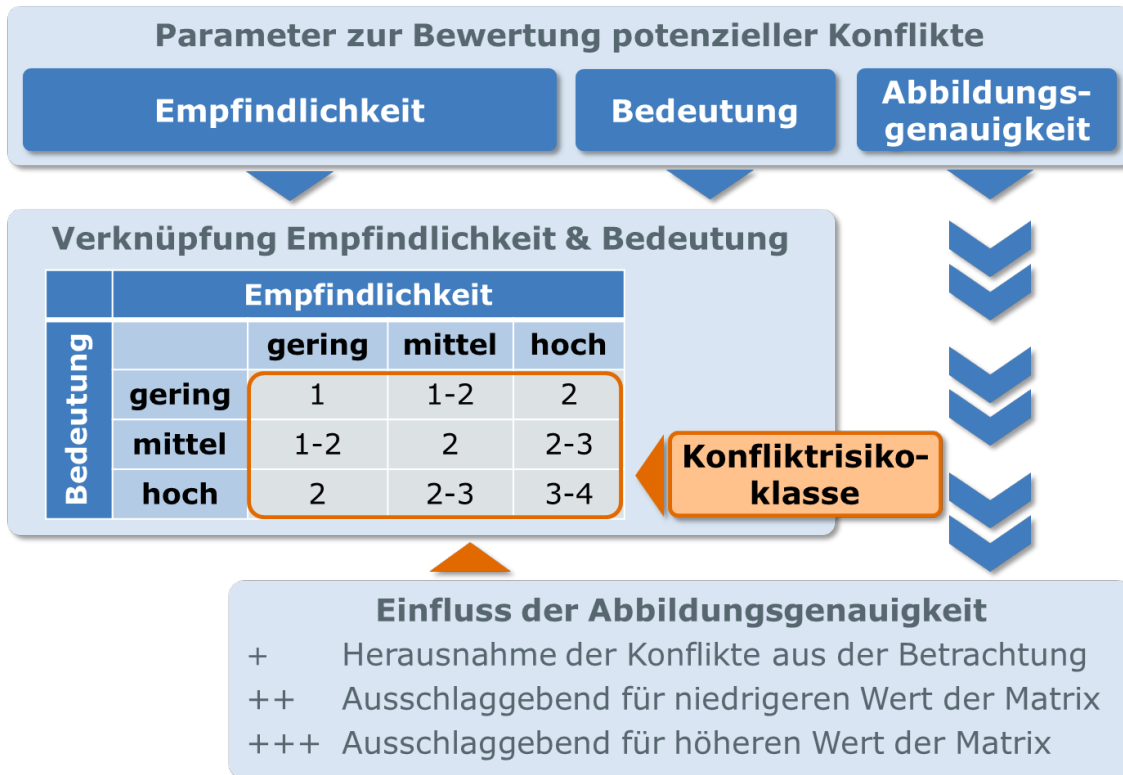 Parameter zur Bewertung potenzieller Konflikte
Empfindlichkeit
Bedeutung
Abbildungs-
genauigkeit
Verknüpfung Empfindlichkeit & Bedeutung
Empfindlichkeit
Bedeutung
gering mittel hoch
gering 1 1-2 2
mittel 1-2 2 2-3
hoch 2 2-3 3-4
Konfliktrisiko-
klasse
Einfluss der Abbildungsgenauigkeit
+ Herausnahme der Konflikte aus der Betrachtung
++ Ausschlaggebend für niedrigeren Wert der Matrix
+++ Ausschlaggebend für höheren Wert der Matrix